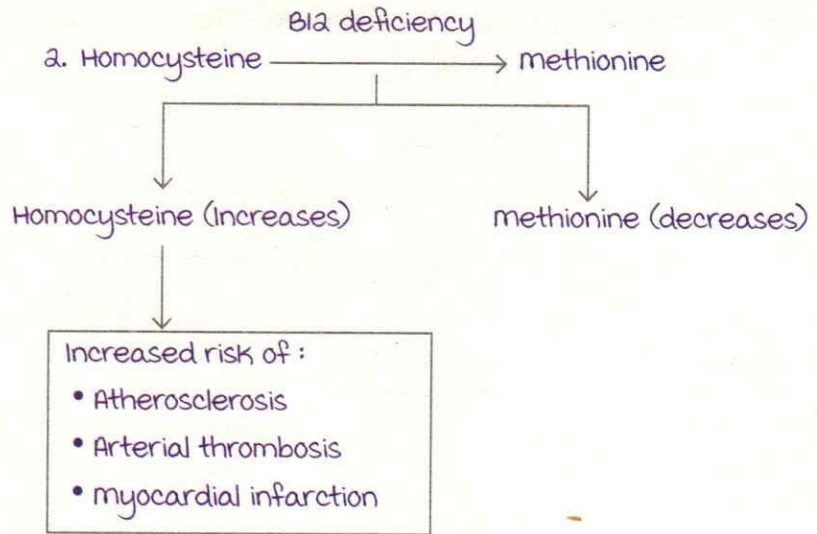 B12 deficiency
2. Homocysteine methionine
Homocysteine (Increases) methionine (decreases)
Increased risk of :
• Atherosclerosis
• Arterial thrombosis
• myocardial infarction